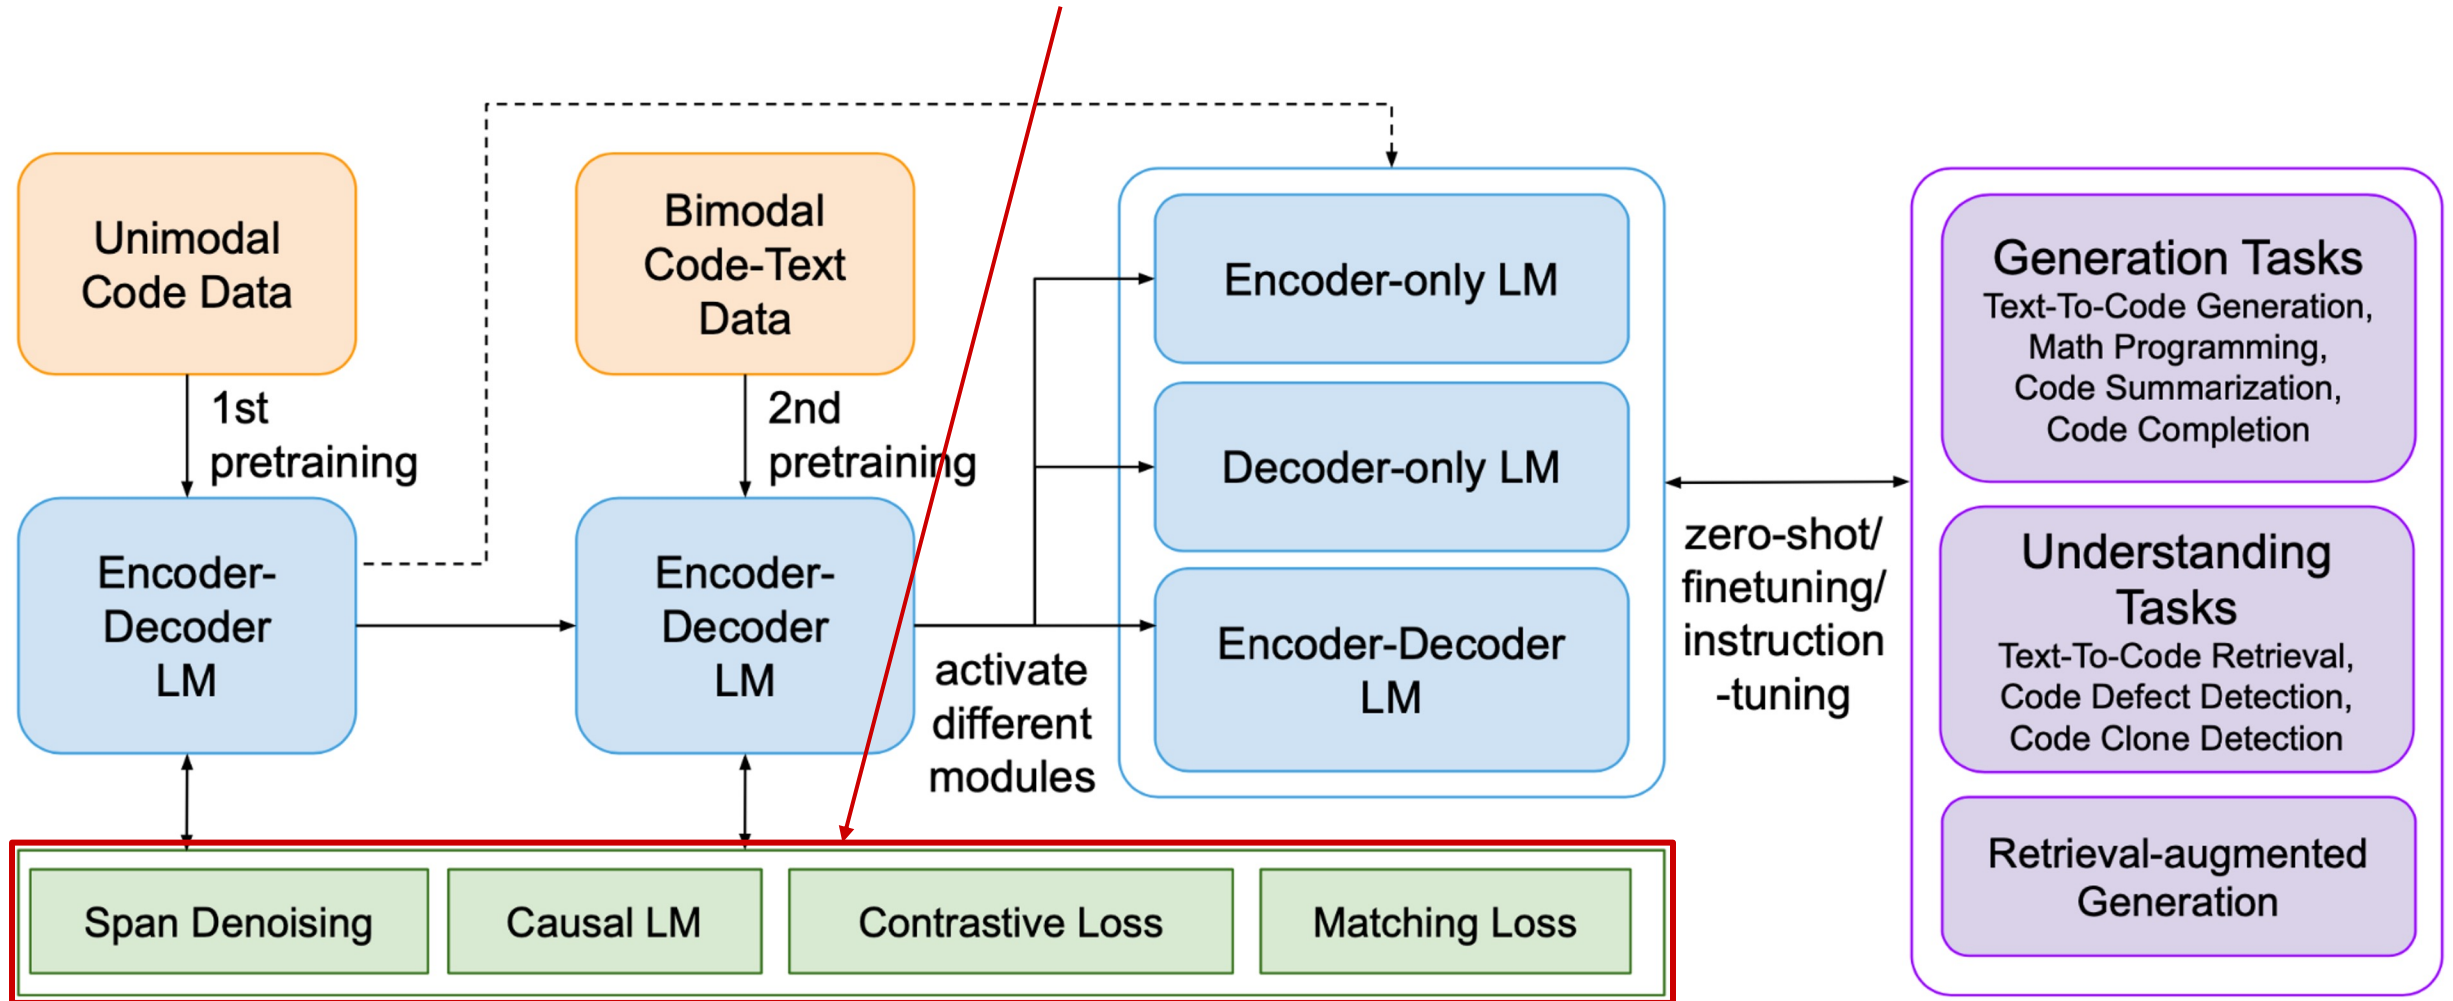 Unimodal
Code Data
1st
pretraining
Encoder-
Decoder
LM
Bimodal
Code-Text
Data
2nd
pretraining
Encoder-
Decoder
LM
activate
different
modules
Encoder-only LM
Decoder-only LM
Encoder-Decoder
LM
zero-shot/
finetuning/
instruction
-tuning
Generation Tasks
Text-To-Code Generation,
Math Programming,
Code Summarization,
Code Completion
Understanding
Tasks
Text-To-Code Retrieval,
Code Defect Detection,
Code Clone Detection
Retrieval-augmented
Generation
Span Denoising
Causal LM
Contrastive Loss
Matching Loss